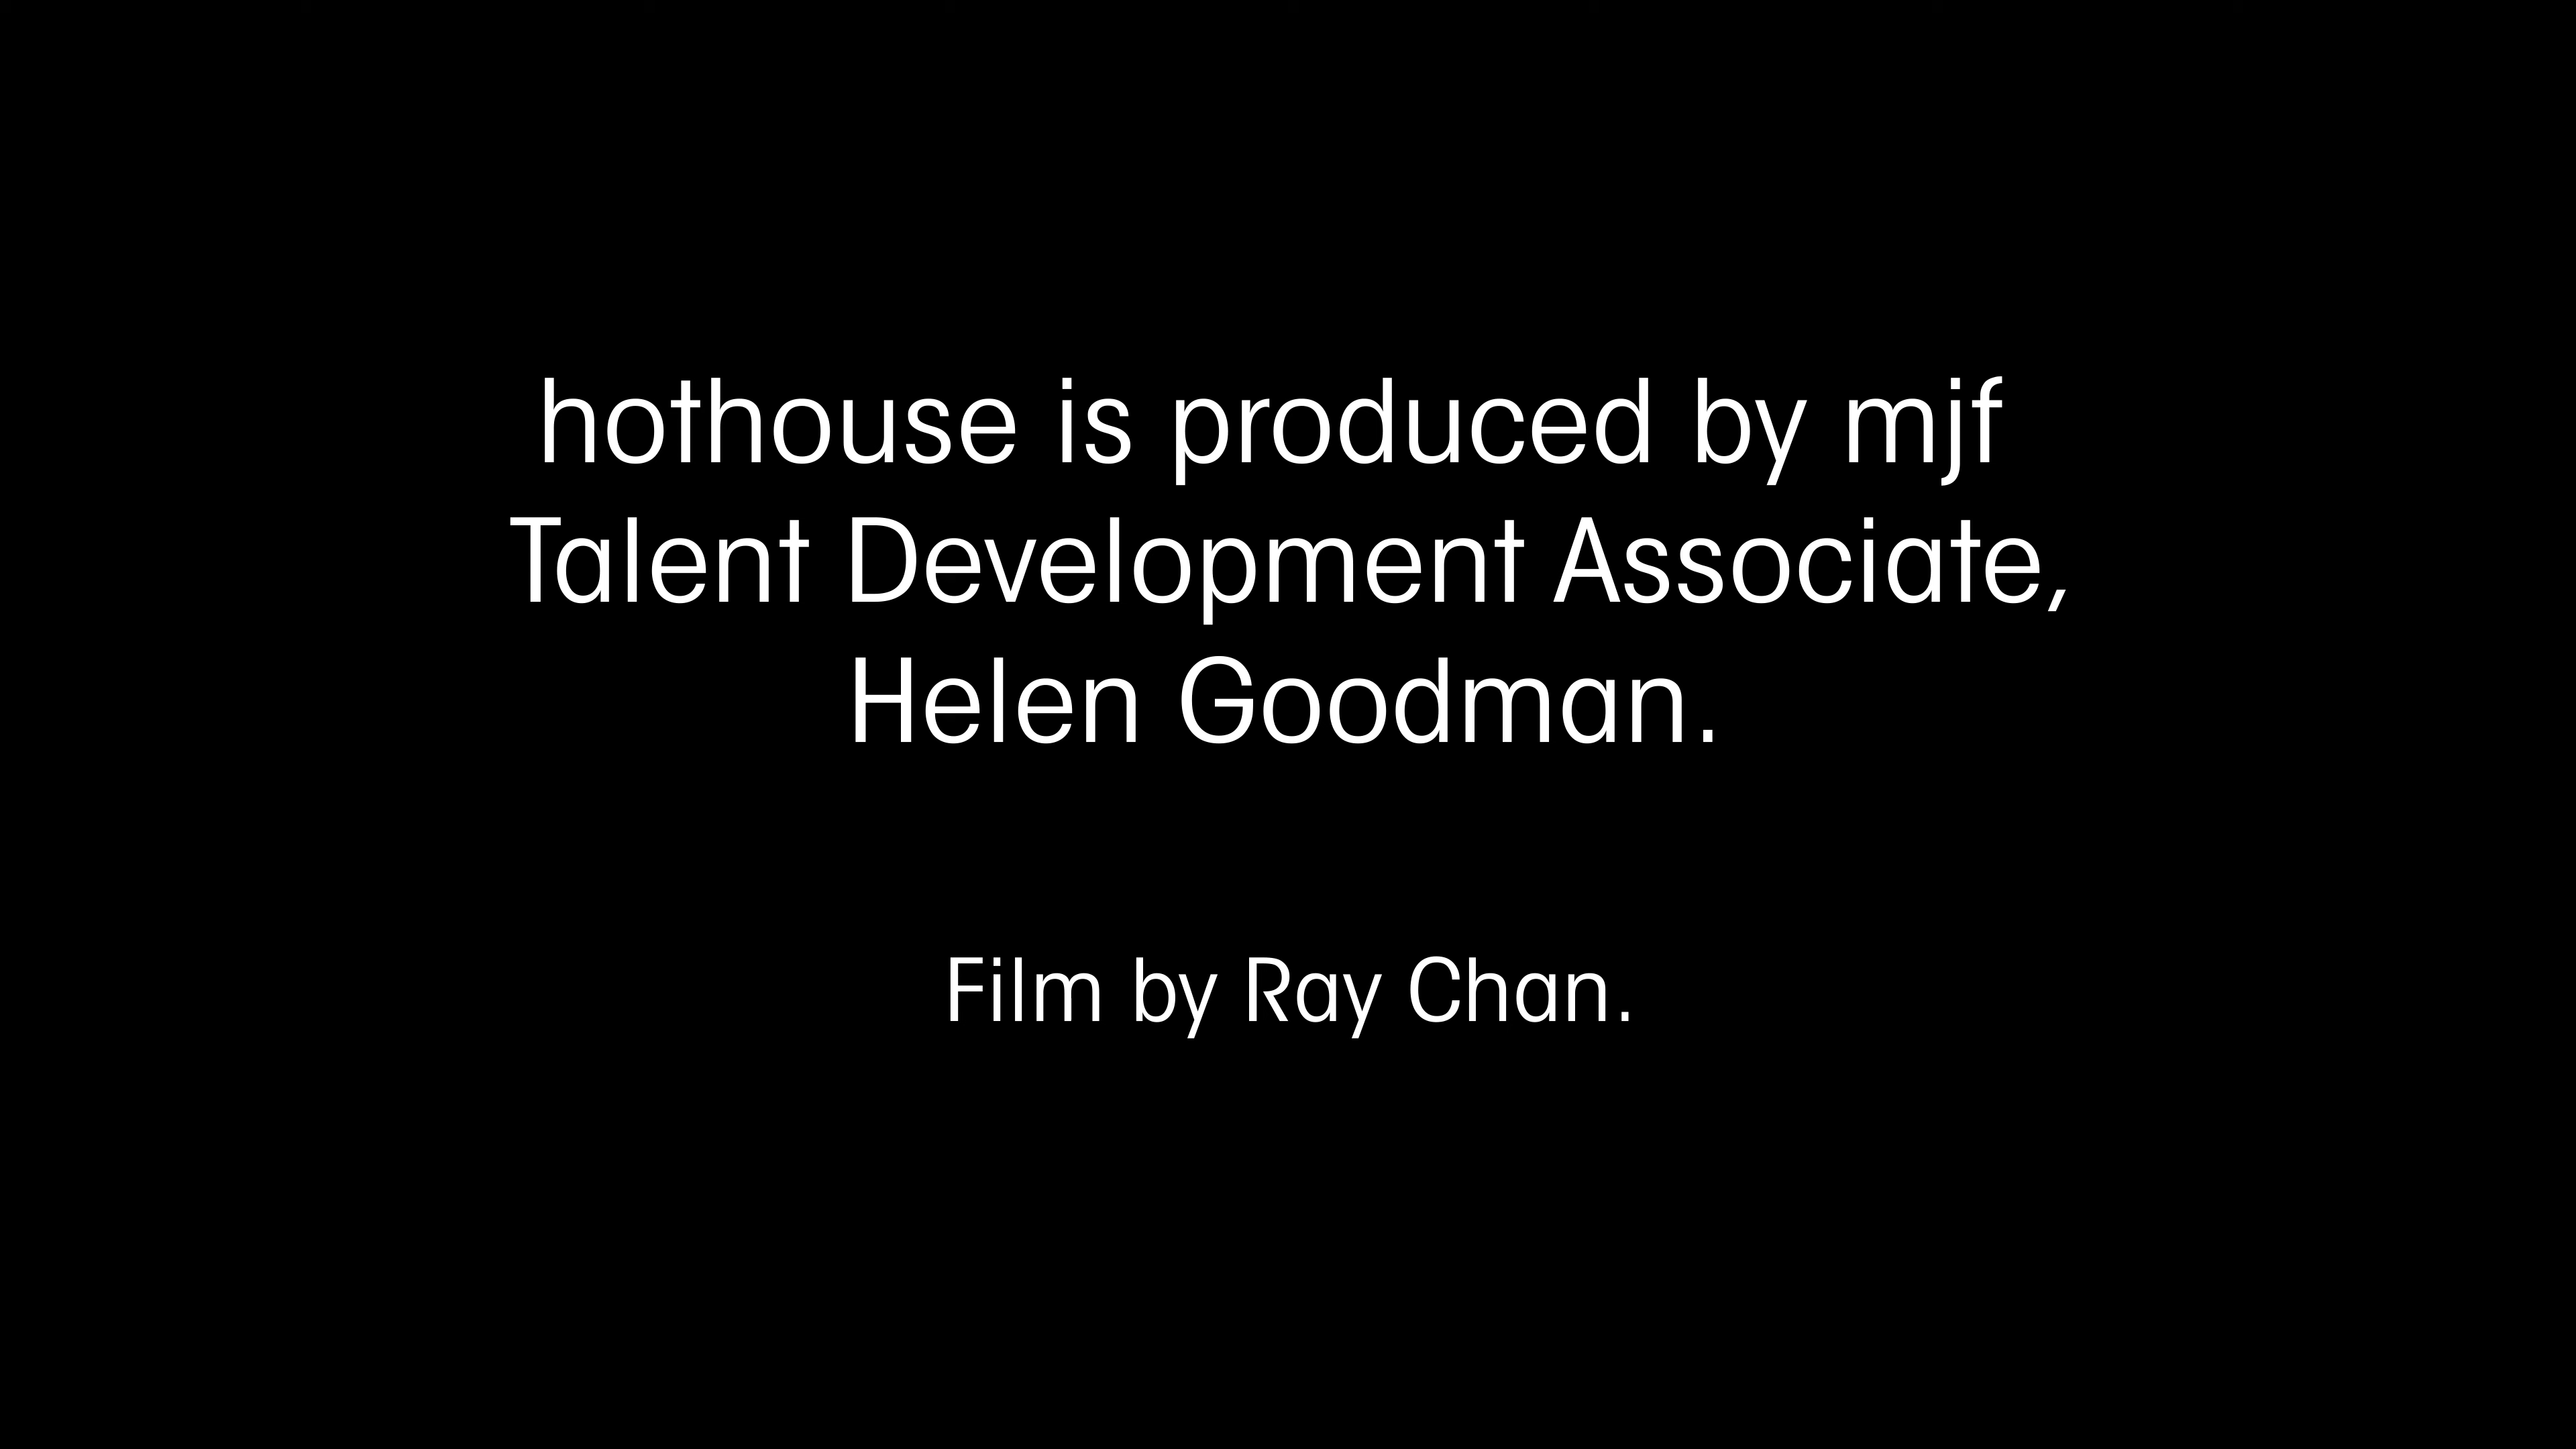 hothouse is produced by mjf
Talent Development Associate,
Helen Goodman.
Film by Ray Chan.